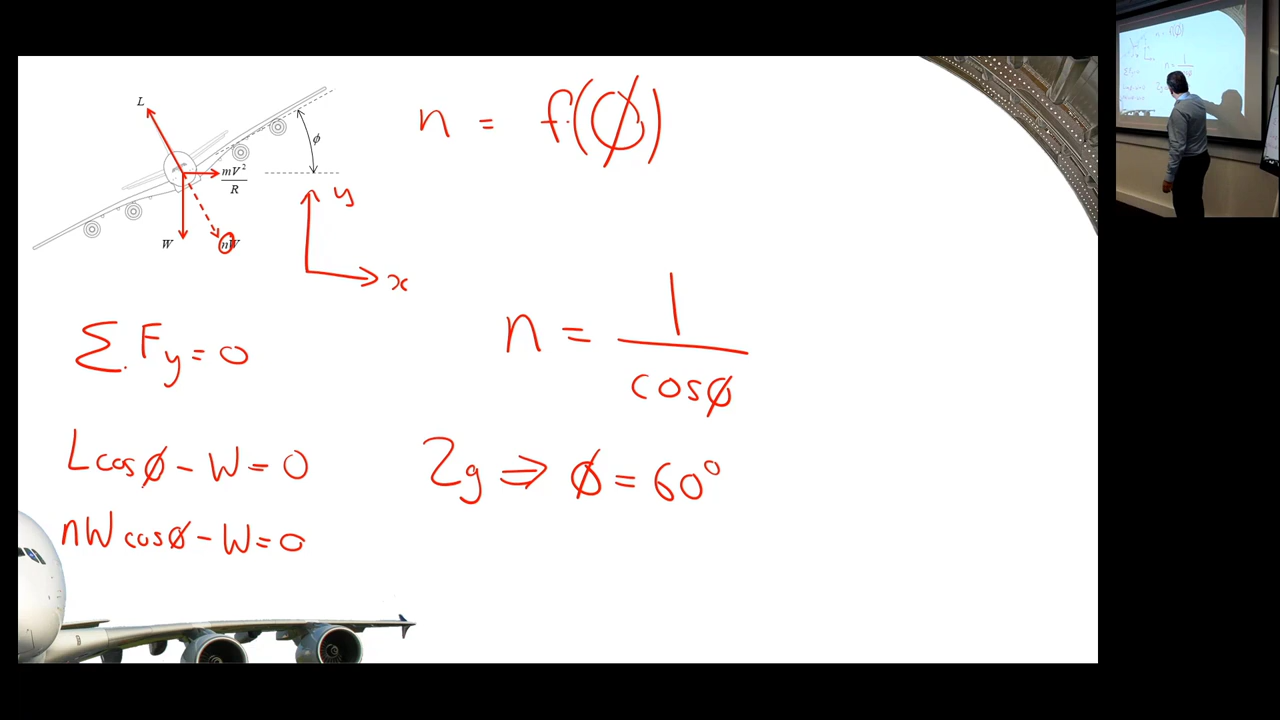 L
ϕ
mV²
R
W
nW
y
x
n = f(ϕ)
ΣFy = 0
Lcosϕ - W = 0
nWcosϕ - W = 0
n = 1
cosϕ
2g ⇒ ϕ = 60°